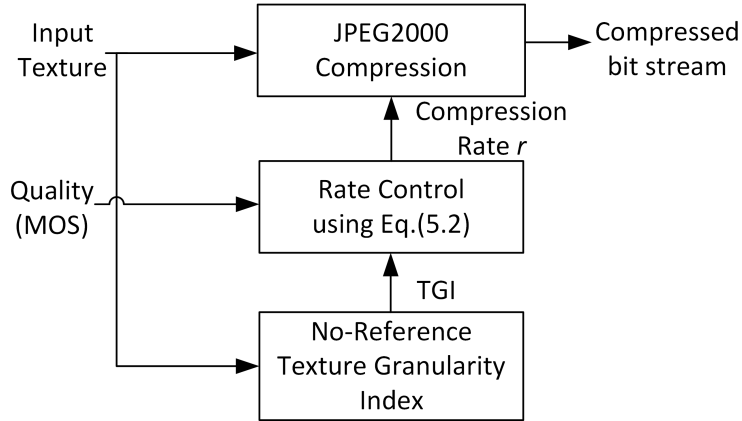 Input
Texture
JPEG2000
Compression
Compressed
bit stream
Compression
Rate r
Quality
(MOS)
Rate Control
using Eq.(5.2)
TGI
No-Reference
Texture Granularity
Index